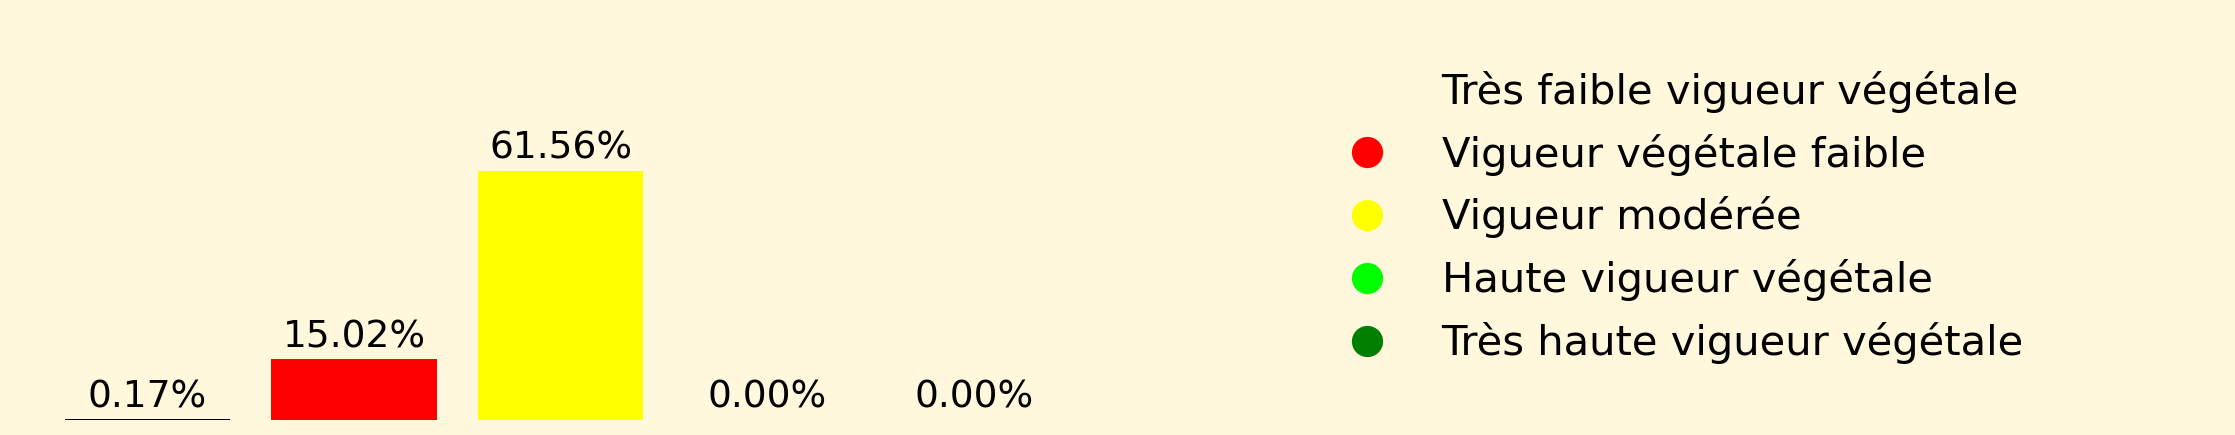 61.56%
15.02%
0.17%
0.00%
0.00%
Très faible vigueur végétale
Vigueur végétale faible
Vigueur modérée
Haute vigueur végétale
Très haute vigueur végétale